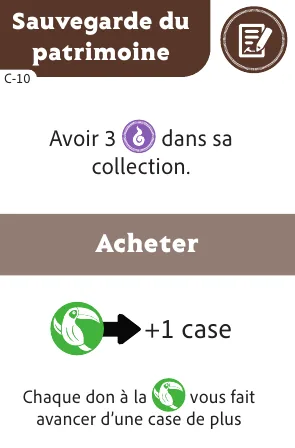 Sauvegarde du
patrimoine
C-10
Avoir 3 dans sa
collection.
Acheter
+1 case
Chaque don à la vous fait
avancer d'une case de plus